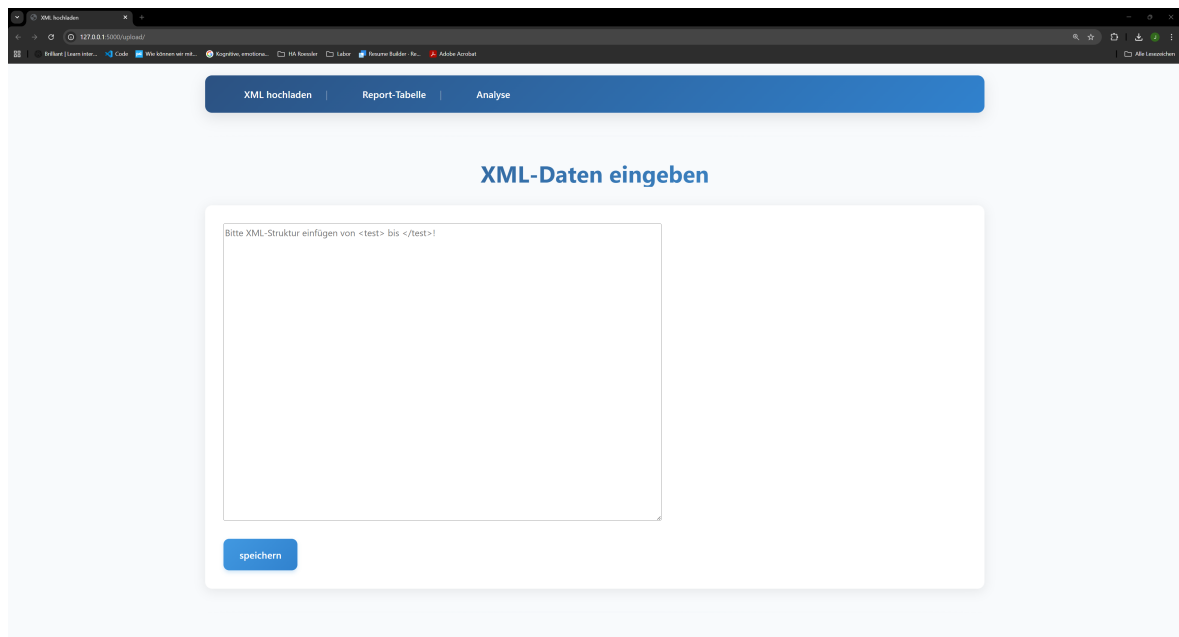 XML hochladen
127.0.0.1:5000/upload/
Brilliant | Learn inter... Code Wie können wir mit... Kognitive, emotiona... HA Roessler Labor Resume Builder · Re... Adobe Acrobat Alle Lesezeichen
XML hochladen | Report-Tabelle | Analyse
XML-Daten eingeben
Bitte XML-Struktur einfügen von <test> bis </test>!
speichern